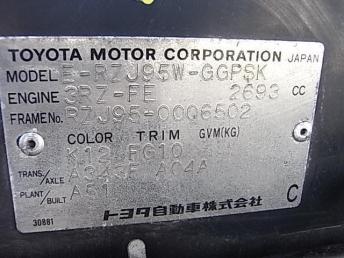 TOYOTA MOTOR CORPORATION JAPAN
MODEL E-RZJ95W-GGPSK
ENGINE 3RZ-FE 2693 CC
FRAME No. RZJ95-0006502
COLOR TRIM GVM(KG)
FG10
TRANS./AXLE A343F A04A
PLANT/BUILT A51
トヨタ自動車株式会社 C
30881